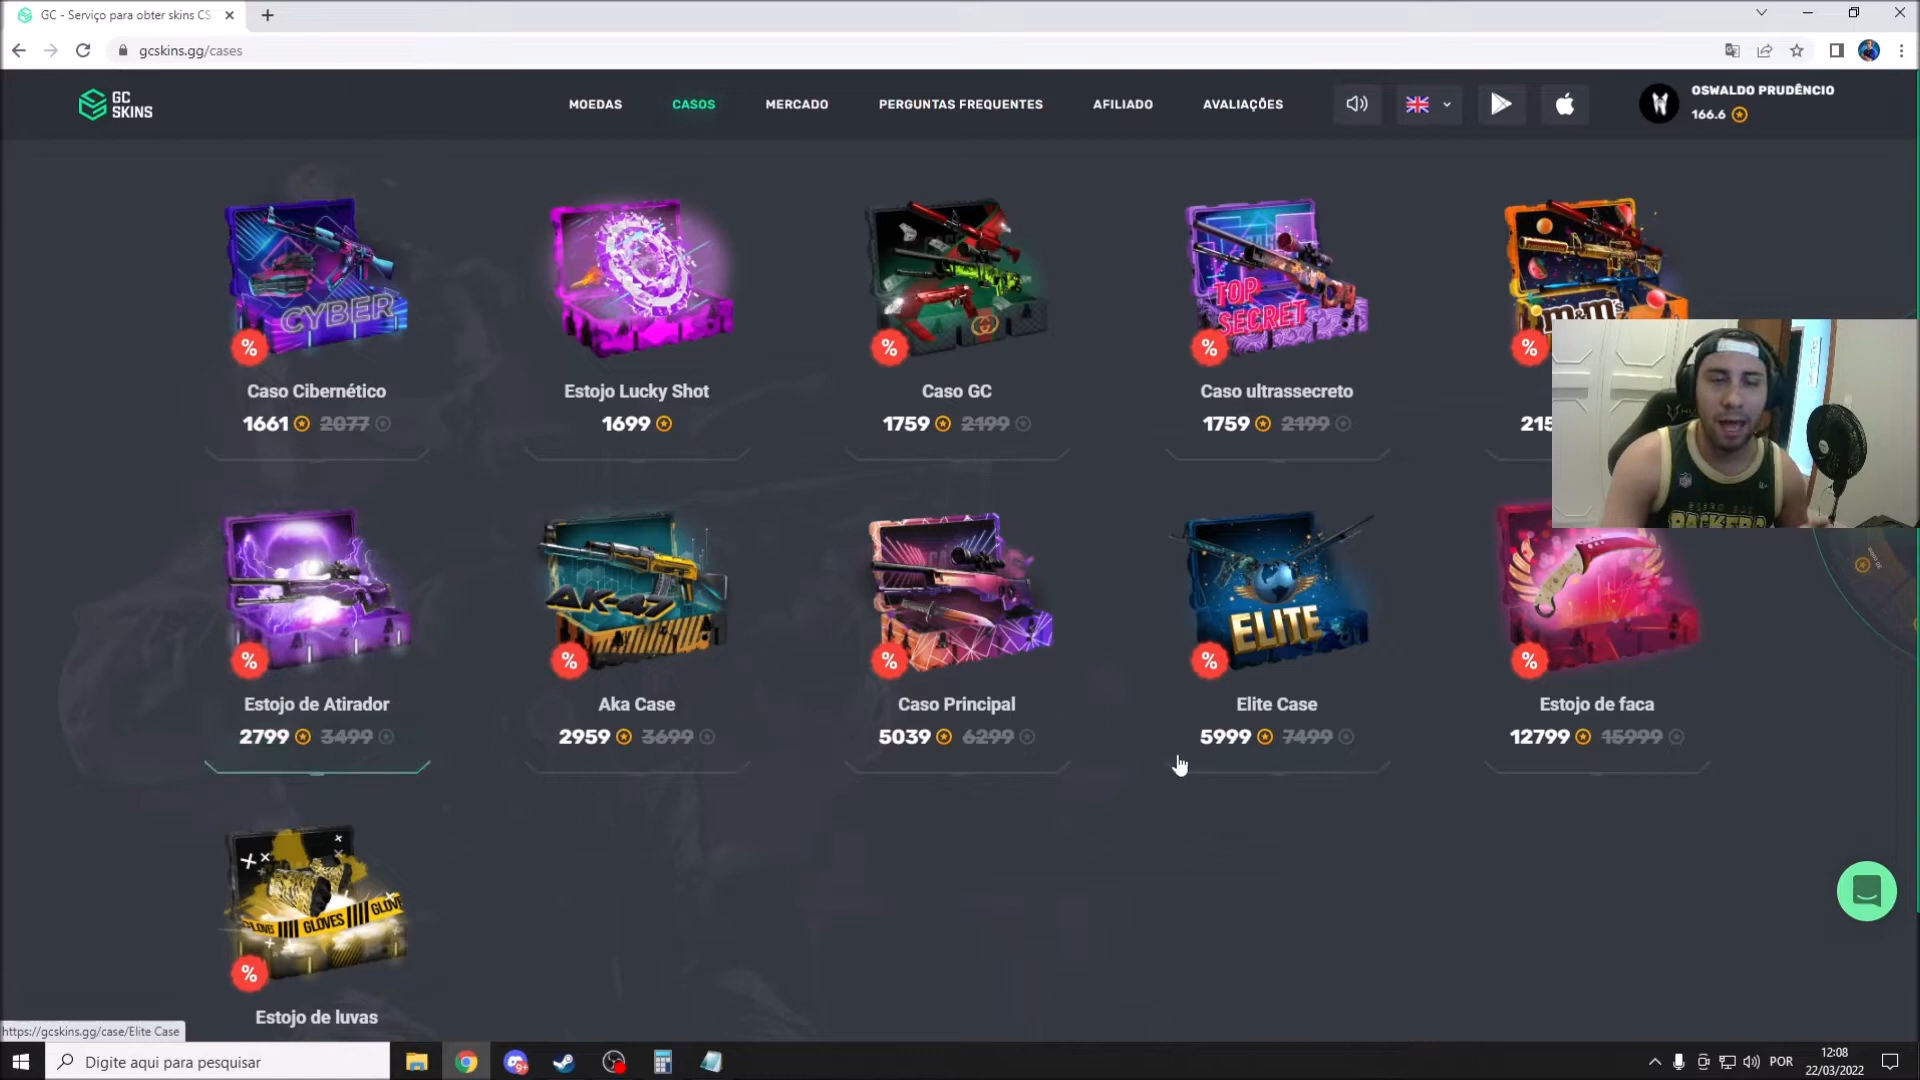 GC - Serviço para obter skins CS
gcskins.gg/cases
GC
SKINS
MOEDAS
CASOS
MERCADO
PERGUNTAS FREQUENTES
AFILIADO
AVALIAÇÕES
OSWALDO PRUDÊNCIO
166.6
CYBER
TOP
SECRET
m&m's
% % % %
Caso Cibernético
Estojo Lucky Shot
Caso GC
Caso ultrassecreto
1661 2077
1699
1759 2199
1759 2199
215
PACKERS
AK-47
ELITE
% % % % %
Estojo de Atirador
Aka Case
Caso Principal
Elite Case
Estojo de faca
2799 3499
2959 3699
5039 6299
5999 7499
12799 15999
GLOVES GLOVES GLOVE
%
Estojo de luvas
https://gcskins.gg/case/Elite Case
Digite aqui para pesquisar
9+
POR
12:08
22/03/2022